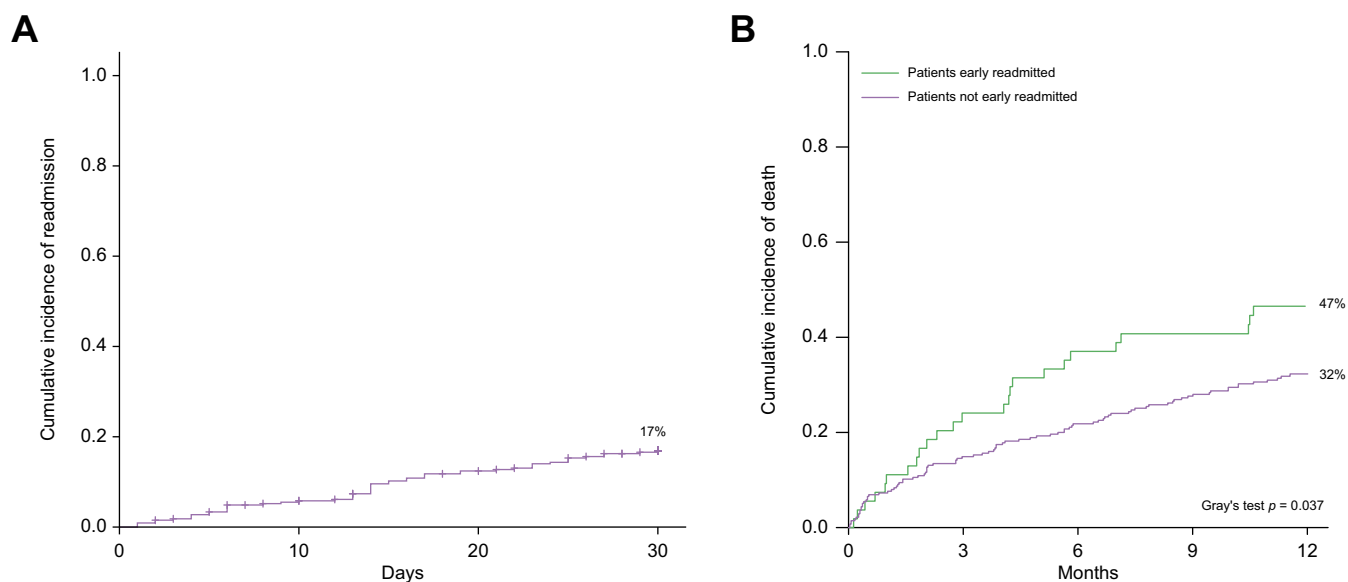 A
Cumulative incidence of readmission
1.0
0.8
0.6
0.4
0.2
0.0
17%
0 10 20 30
Days
B
Cumulative incidence of death
1.0
0.8
0.6
0.4
0.2
0.0
Patients early readmitted
Patients not early readmitted
47%
32%
Gray's test p = 0.037
0 3 6 9 12
Months